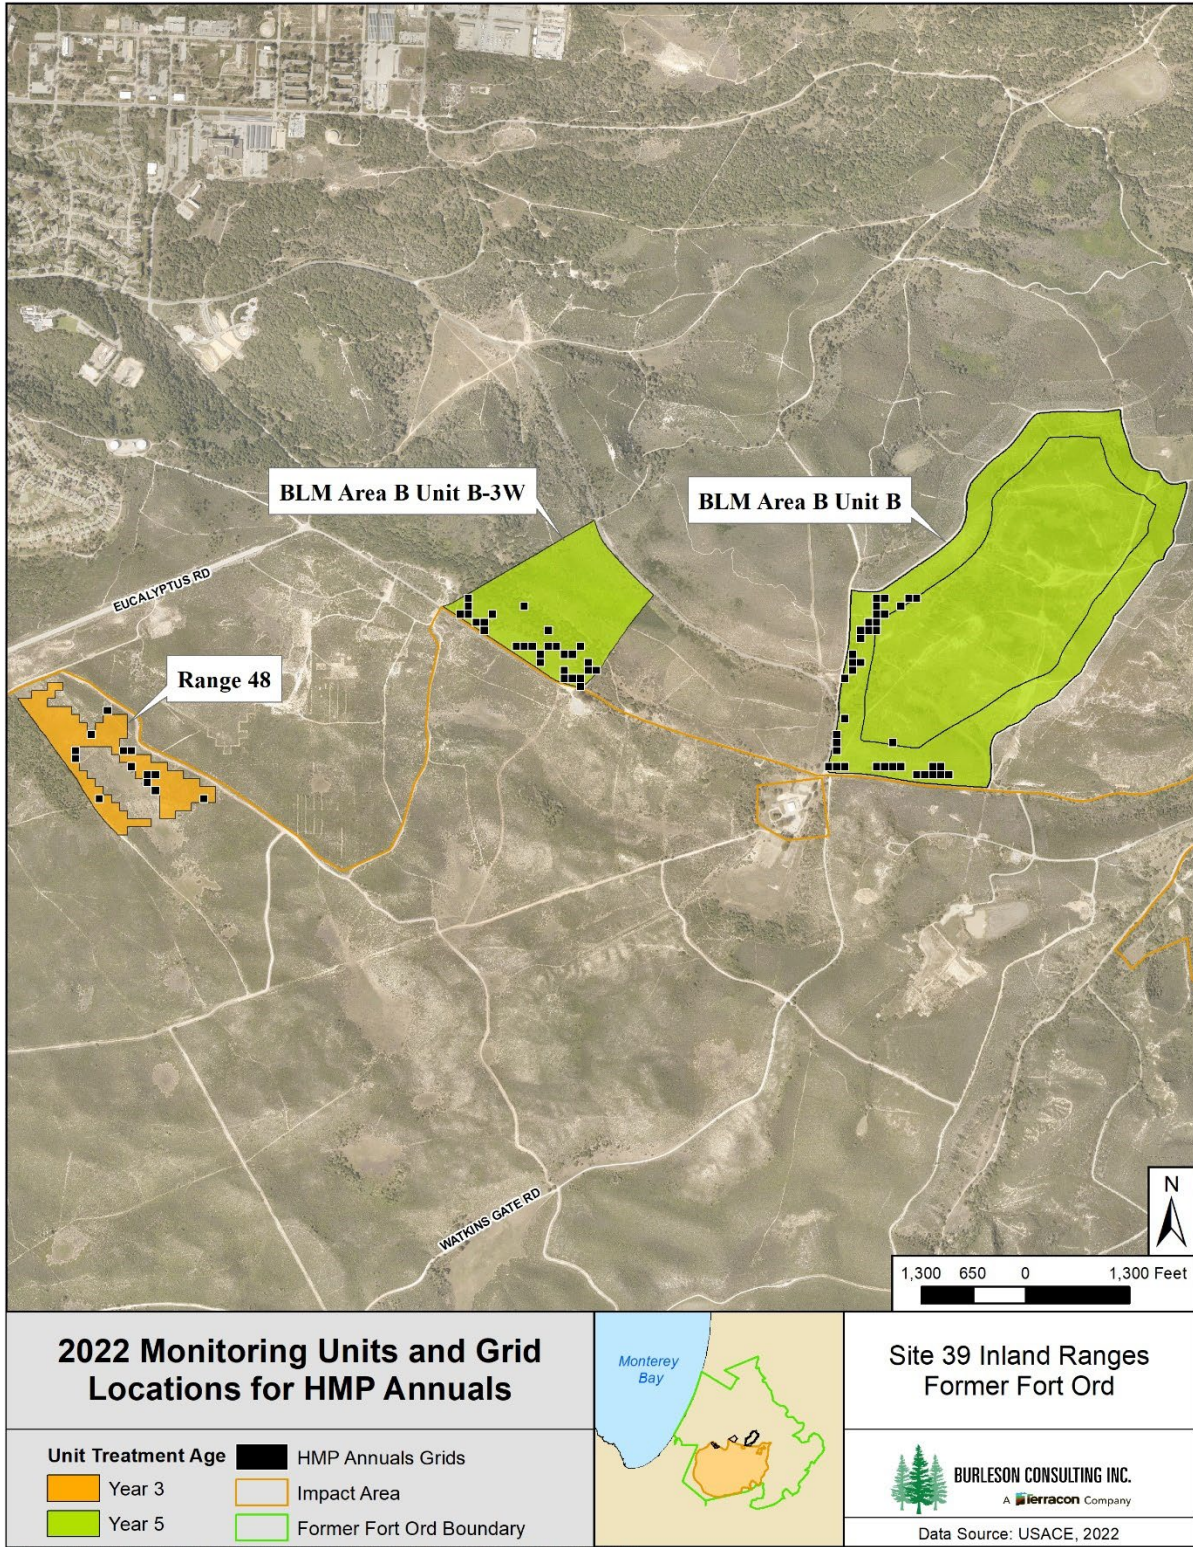 BLM Area B Unit B-3W
BLM Area B Unit B
EUCALYPTUS RD
Range 48
WATKINS GATE RD
N
1,300 650 0 1,300 Feet
2022 Monitoring Units and Grid
Locations for HMP Annuals
Unit Treatment Age
Year 3
Year 5
HMP Annuals Grids
Impact Area
Former Fort Ord Boundary
Monterey
Bay
Site 39 Inland Ranges
Former Fort Ord
BURLESON CONSULTING INC.
A Terracon Company
Data Source: USACE, 2022